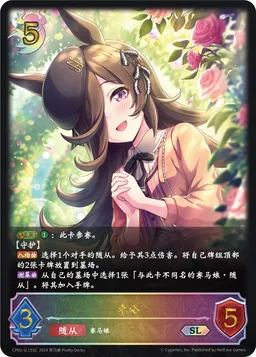 5
①：此卡参赛。
【守护】
入场曲 选择1个对手的随从。给于其3点伤害。将自己牌组顶部
的2张卡牌放置到墓场。
谢幕曲 从自己的墓场中选择1张「与此卡不同名的赛马娘・随
从」。将其加入手牌。
米浴
3
随从
赛马娘
SL
5